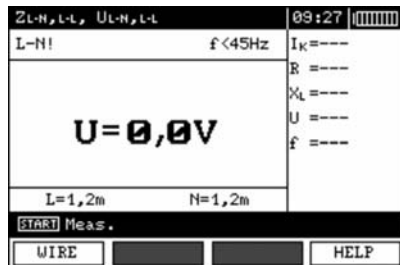 ZL-N,L-L, UL-N,L-L 09:27
L-N! f<45Hz
IK=---
R =---
XL =---
U =---
f =---
U=0,0V
L=1,2m N=1,2m
START Meas.
WIRE HELP